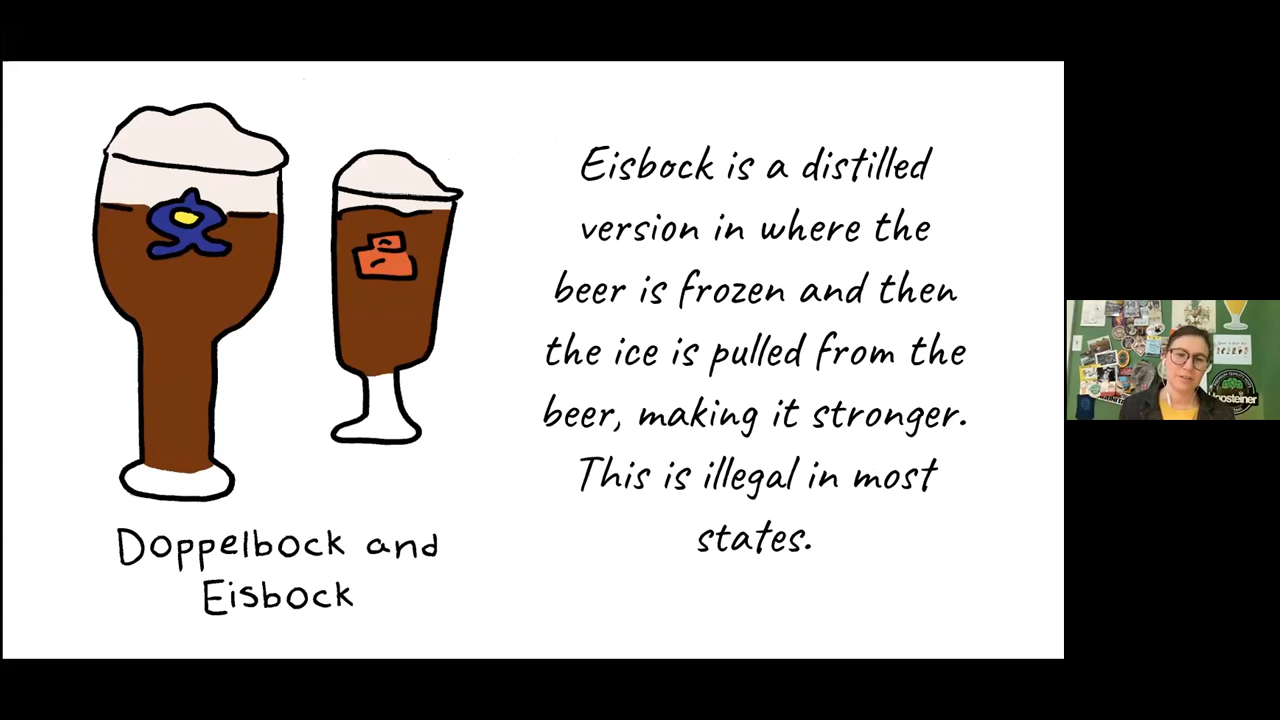 Eisbock is a distilled
version in where the
beer is frozen and then
the ice is pulled from the
beer, making it stronger.
This is illegal in most
states.
Doppelbock and
Eisbock